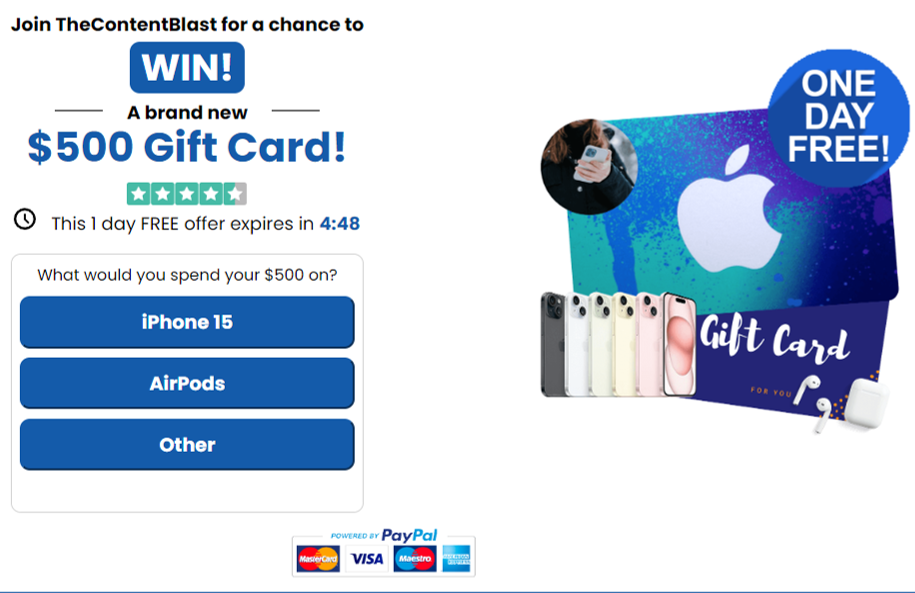 Join TheContentBlast for a chance to
WIN!
A brand new
$500 Gift Card!
This 1 day FREE offer expires in 4:48
What would you spend your $500 on?
iPhone 15
AirPods
Other
ONE
DAY
FREE!
Gift Card
FOR YOU
POWERED BY PayPal
MasterCard VISA Maestro AMERICAN EXPRESS